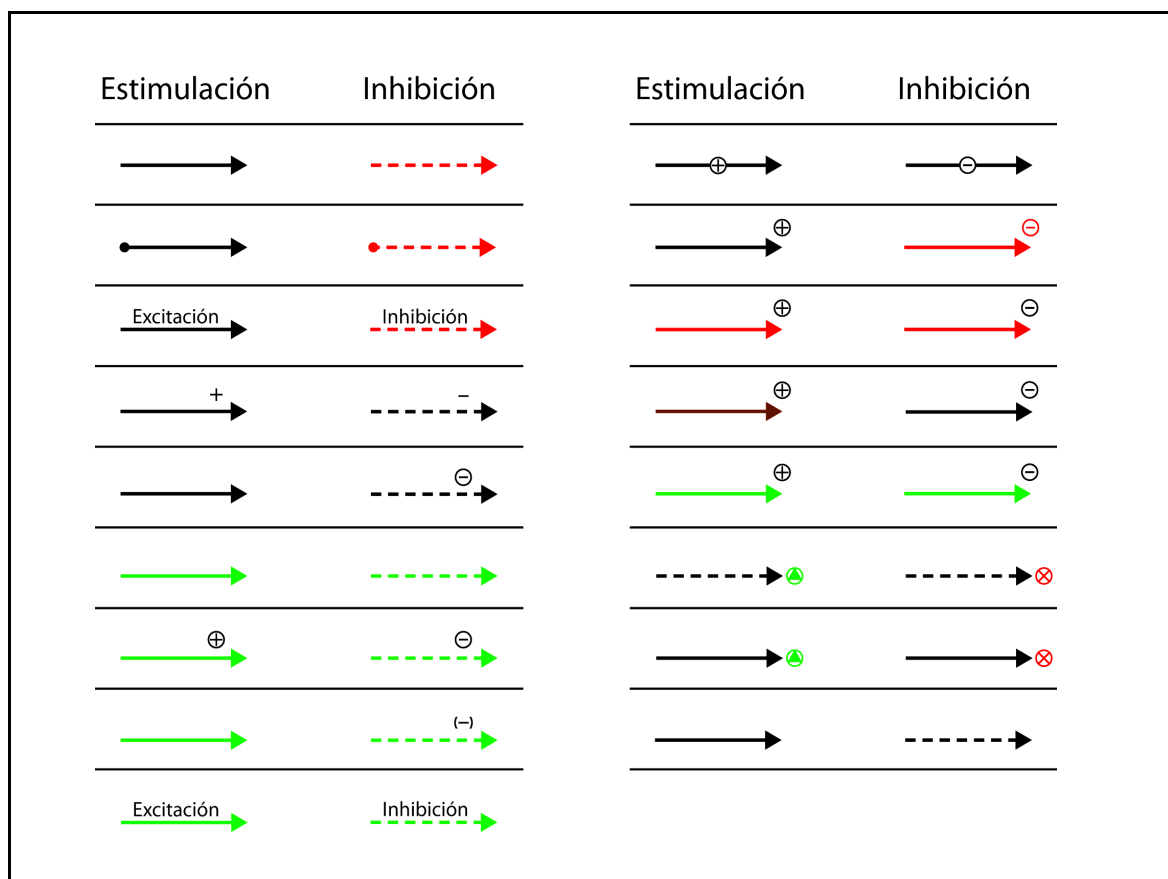 Estimulación Inhibición
Excitación Inhibición
+ −
⊖
⊕ ⊖
(−)
Excitación Inhibición
Estimulación Inhibición
⊕ ⊖
⊕ ⊖
⊕ ⊖
⊕ ⊖
⊕ ⊖